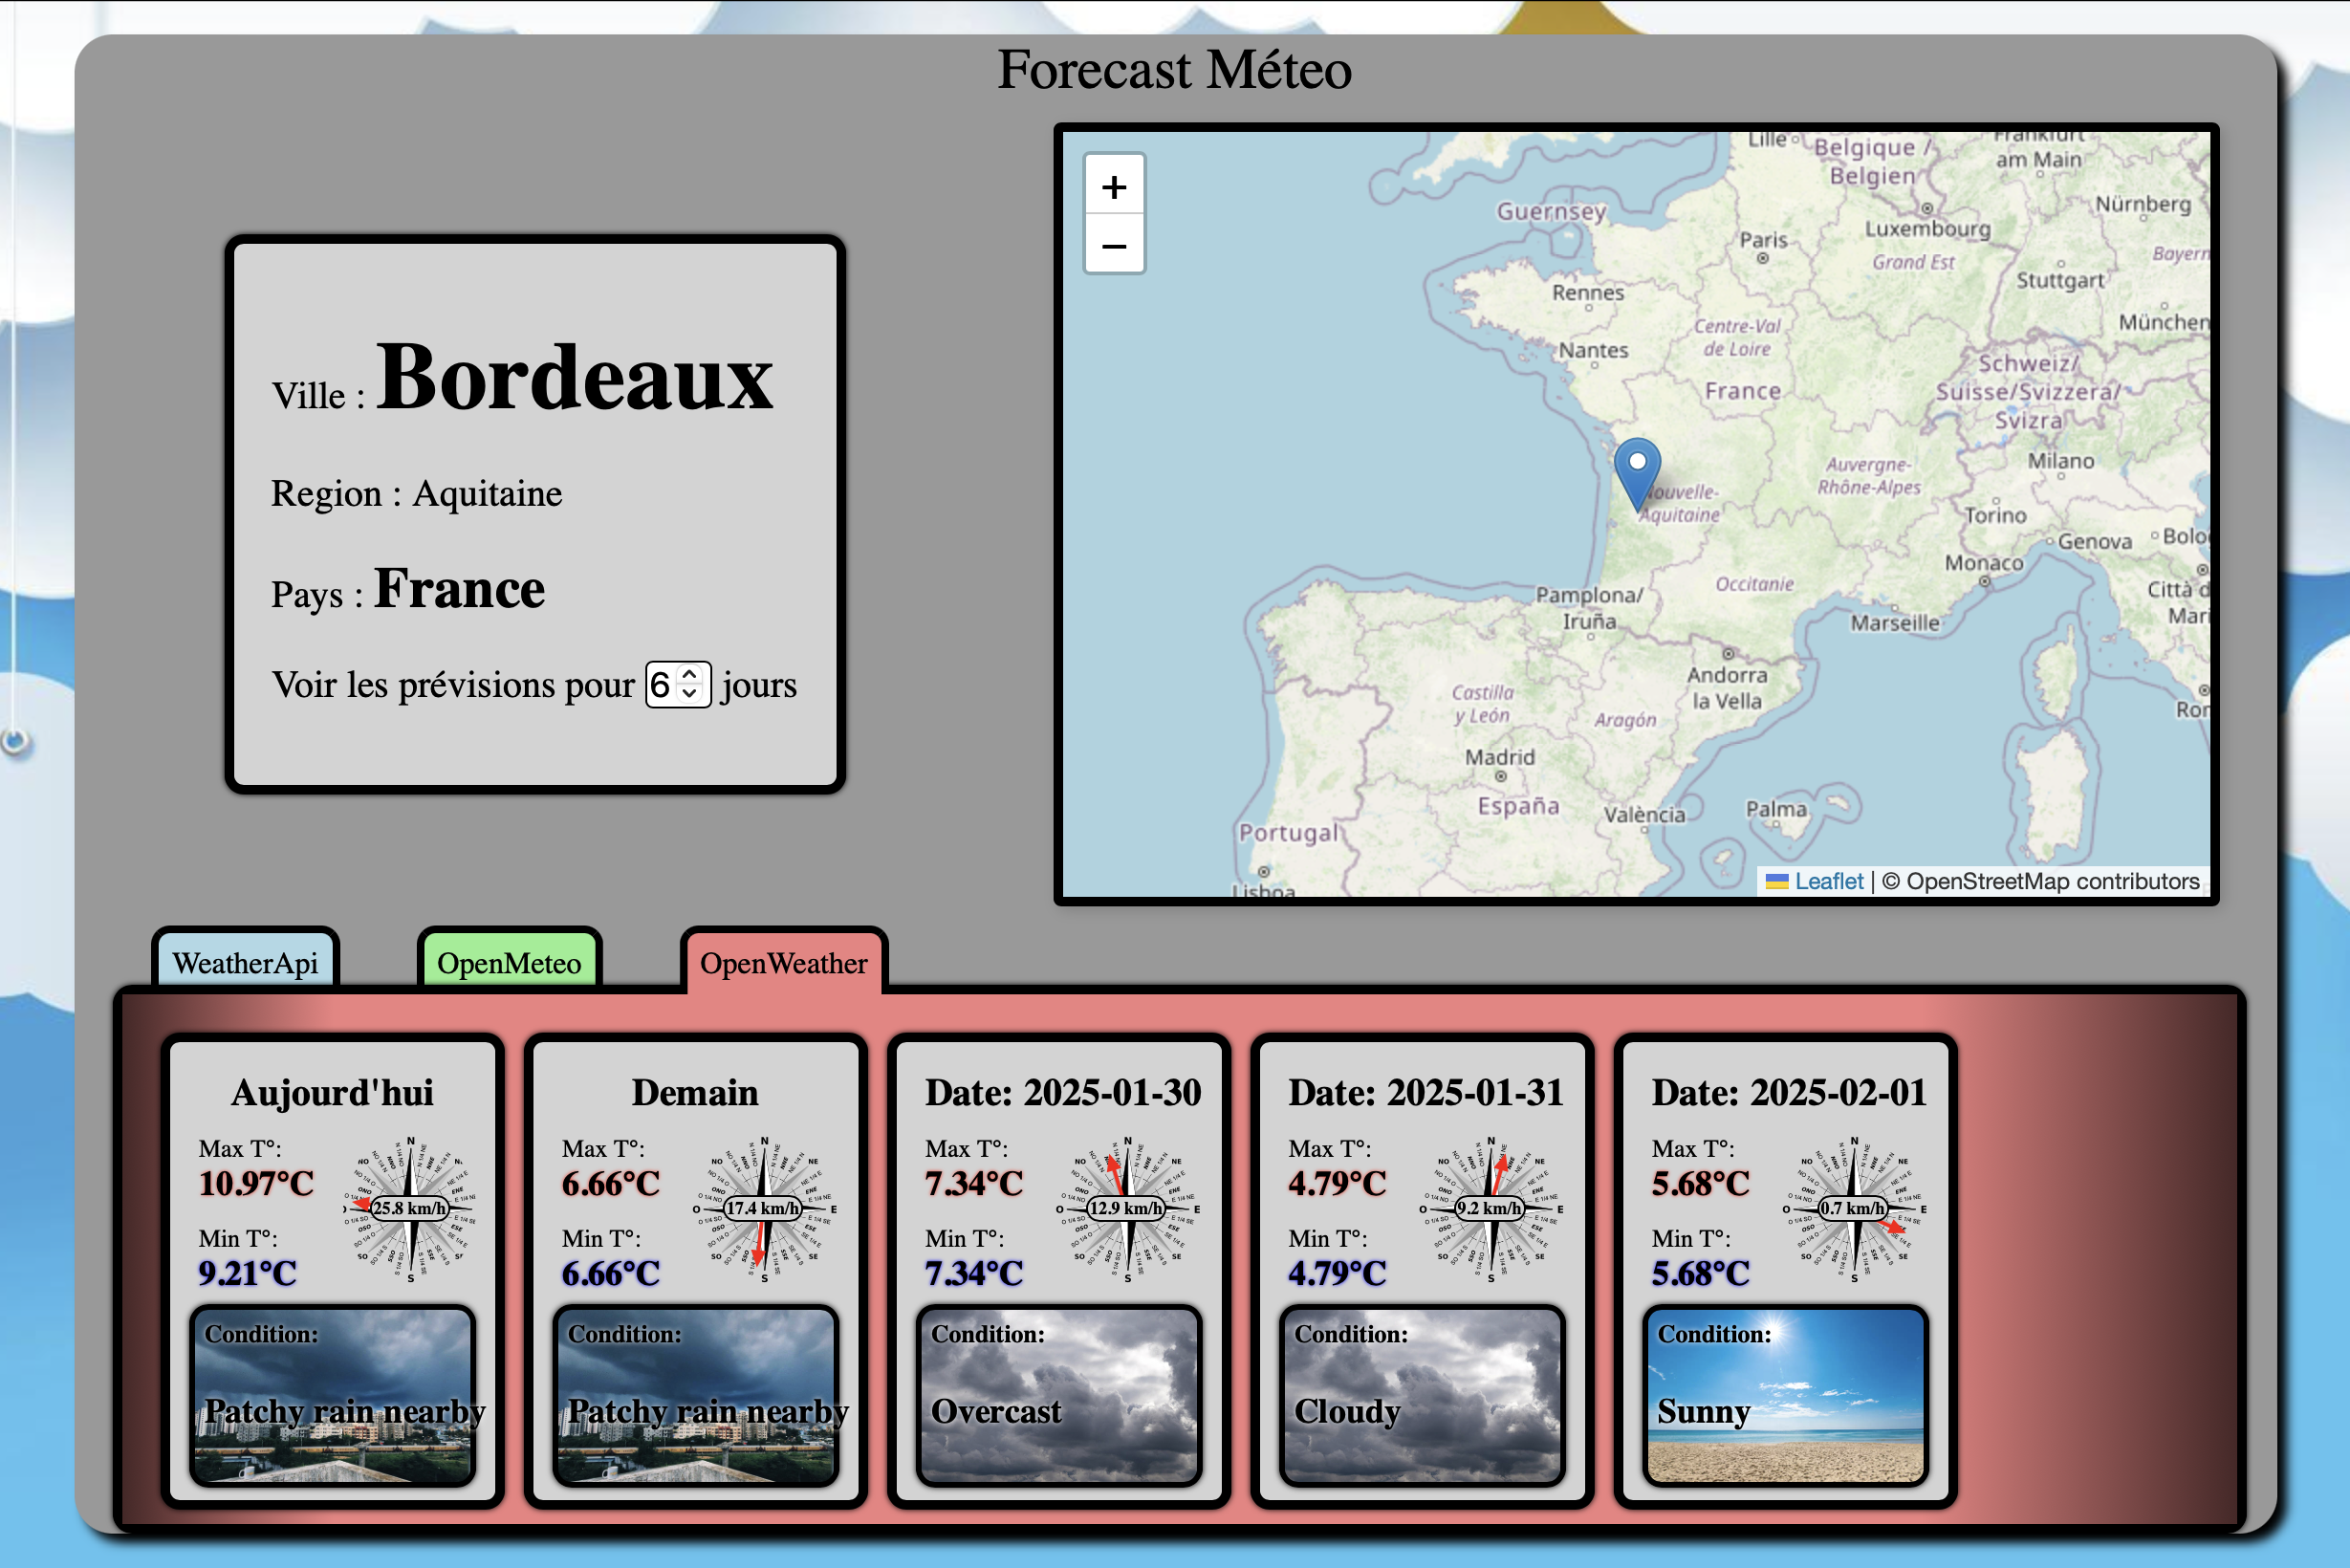 Forecast Méteo
Ville : Bordeaux
Region : Aquitaine
Pays : France
Voir les prévisions pour 6 jours
+
−
Lille
Belgique /
Belgien
Frankfurt
am Main
Guernsey
Nürnberg
Luxembourg
Paris
Grand Est
Bayern
Stuttgart
Rennes
Centre-Val
de Loire
München
Nantes
Schweiz/
Suisse/Svizzera/
Svizra
France
Milano
Auvergne-
Rhône-Alpes
Nouvelle-
Aquitaine
Torino
Genova
Monaco
Occitanie
Pamplona/
Iruña
Marseille
Andorra
la Vella
Castilla
y León
Aragón
Madrid
España
València
Palma
Portugal
Lisboa
Leaflet | © OpenStreetMap contributors
WeatherApi
OpenMeteo
OpenWeather
Aujourd'hui
Max T°:
10.97°C
Min T°:
9.21°C
25.8 km/h
Condition:
Patchy rain nearby
Demain
Max T°:
6.66°C
Min T°:
6.66°C
17.4 km/h
Condition:
Patchy rain nearby
Date: 2025-01-30
Max T°:
7.34°C
Min T°:
7.34°C
12.9 km/h
Condition:
Overcast
Date: 2025-01-31
Max T°:
4.79°C
Min T°:
4.79°C
9.2 km/h
Condition:
Cloudy
Date: 2025-02-01
Max T°:
5.68°C
Min T°:
5.68°C
0.7 km/h
Condition:
Sunny